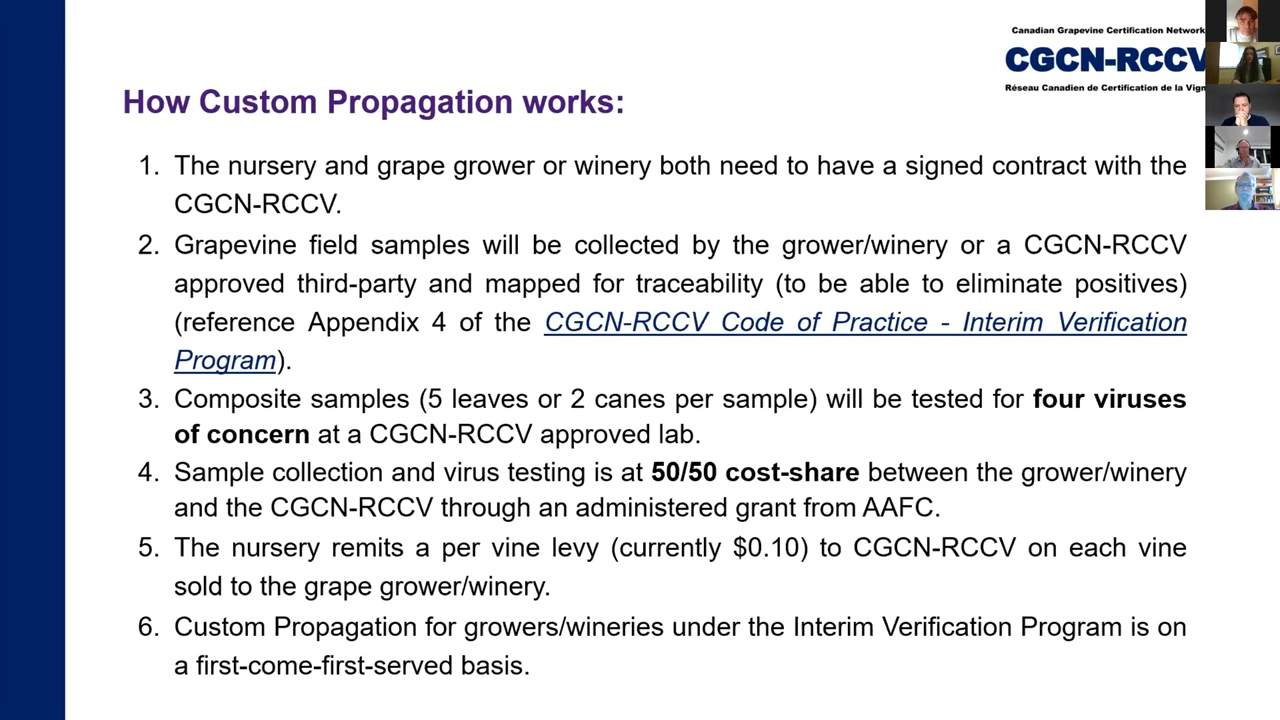 Canadian Grapevine Certification Network
CGCN-RCCV
Réseau Canadien de Certification de la Vign
How Custom Propagation works:
1. The nursery and grape grower or winery both need to have a signed contract with the
CGCN-RCCV.
2. Grapevine field samples will be collected by the grower/winery or a CGCN-RCCV
approved third-party and mapped for traceability (to be able to eliminate positives)
(reference Appendix 4 of the CGCN-RCCV Code of Practice - Interim Verification
Program).
3. Composite samples (5 leaves or 2 canes per sample) will be tested for four viruses
of concern at a CGCN-RCCV approved lab.
4. Sample collection and virus testing is at 50/50 cost-share between the grower/winery
and the CGCN-RCCV through an administered grant from AAFC.
5. The nursery remits a per vine levy (currently $0.10) to CGCN-RCCV on each vine
sold to the grape grower/winery.
6. Custom Propagation for growers/wineries under the Interim Verification Program is on
a first-come-first-served basis.